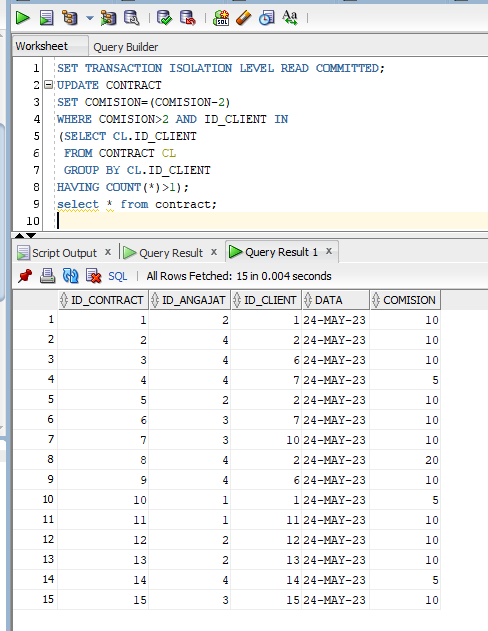 Worksheet Query Builder
1 SET TRANSACTION ISOLATION LEVEL READ COMMITTED;
2 UPDATE CONTRACT
3 SET COMISION=(COMISION-2)
4 WHERE COMISION>2 AND ID_CLIENT IN
5 (SELECT CL.ID_CLIENT
6 FROM CONTRACT CL
7 GROUP BY CL.ID_CLIENT
8 HAVING COUNT(*)>1);
9 select * from contract;
10
Script Output x Query Result x Query Result 1 x
SQL | All Rows Fetched: 15 in 0.004 seconds
ID_CONTRACT ID_ANGAJAT ID_CLIENT DATA COMISION
1 1 2 1 24-MAY-23 10
2 2 4 2 24-MAY-23 10
3 3 4 6 24-MAY-23 10
4 4 4 7 24-MAY-23 5
5 5 2 2 24-MAY-23 10
6 6 3 7 24-MAY-23 10
7 7 3 10 24-MAY-23 10
8 8 4 2 24-MAY-23 20
9 9 4 6 24-MAY-23 10
10 10 1 1 24-MAY-23 5
11 11 1 11 24-MAY-23 10
12 12 2 12 24-MAY-23 10
13 13 2 13 24-MAY-23 10
14 14 4 14 24-MAY-23 5
15 15 3 15 24-MAY-23 10